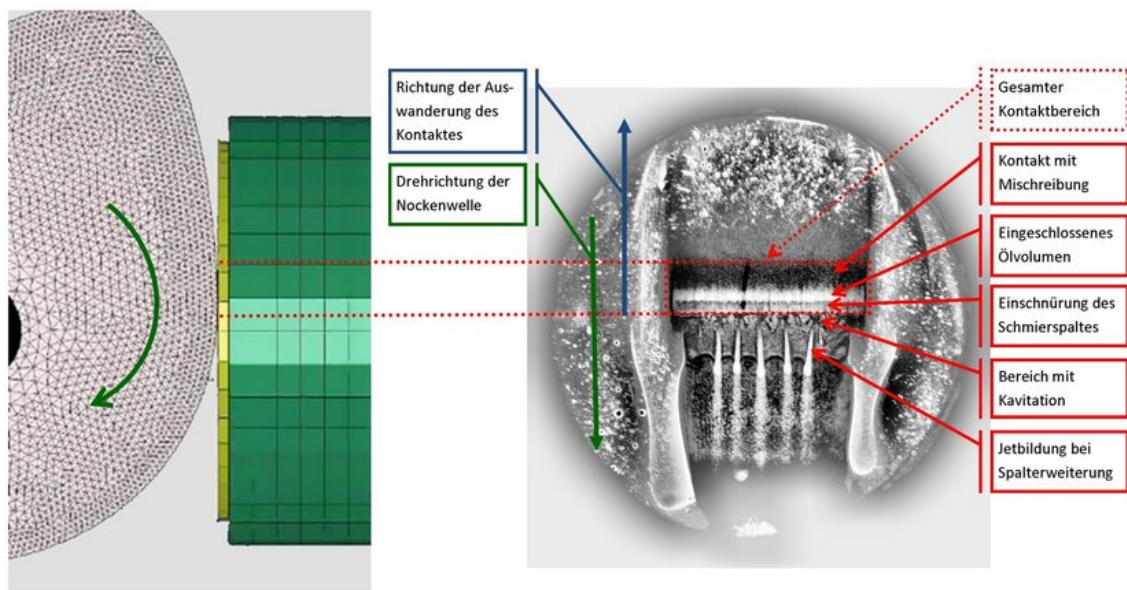 Richtung der Aus-
wanderung des
Kontaktes
Drehrichtung der
Nockenwelle
Gesamter
Kontaktbereich
Kontakt mit
Mischreibung
Eingeschlossenes
Ölvolumen
Einschnürung des
Schmierspaltes
Bereich mit
Kavitation
Jetbildung bei
Spalterweiterung